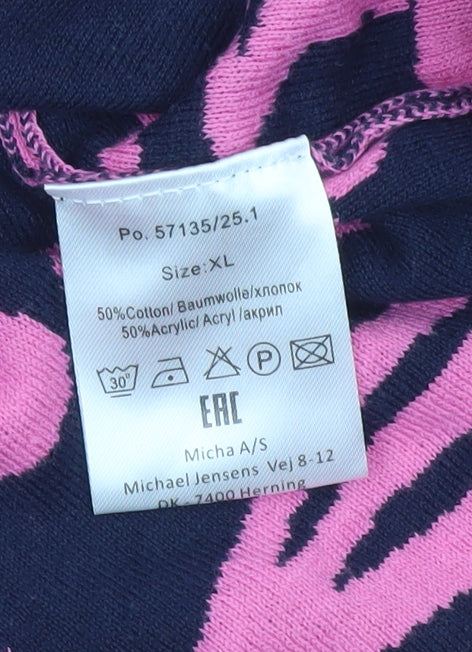 Po. 57135/25.1
Size:XL
50%Cotton/ Baumwolle/хлопок
50%Acrylic/ Acryl /акрил
30°
P
EAC
Micha A/S
Michael Jensens Vej 8-12
DK - 7400 Herning